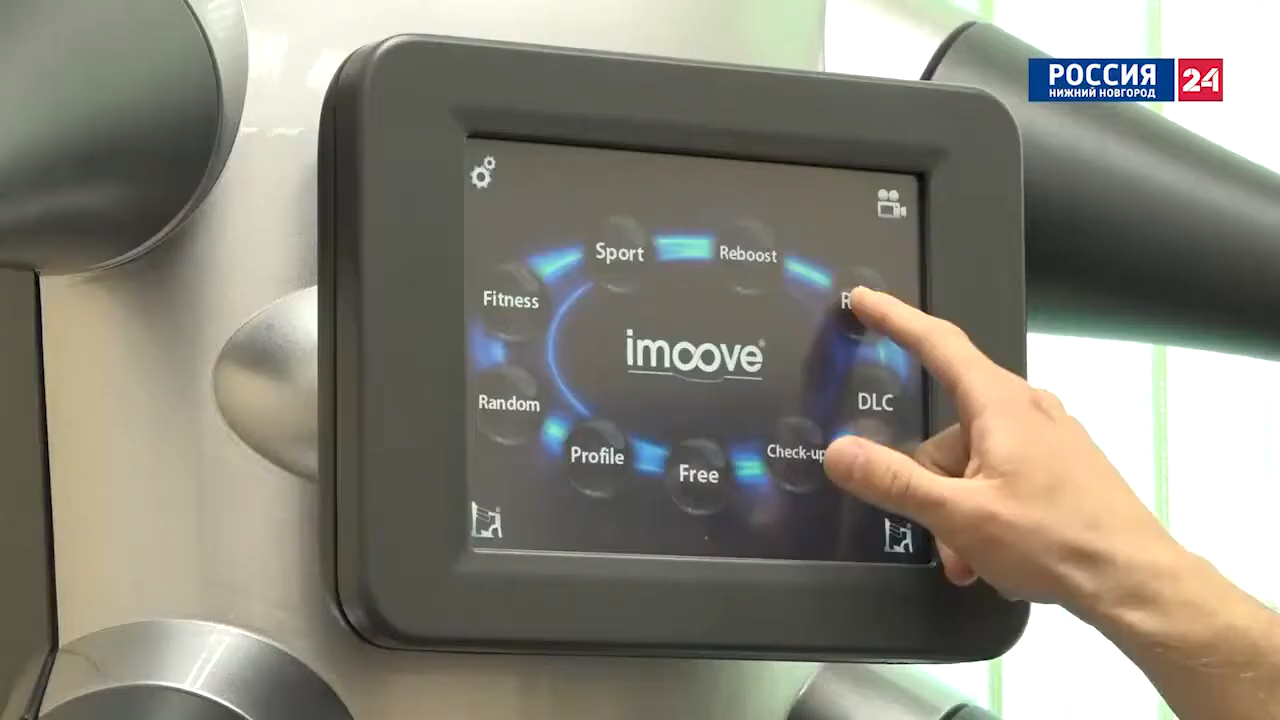 РОССИЯ 24
НИЖНИЙ НОВГОРОД
Sport
Reboost
Fitness
imoove®
Random
DLC
Profile
Check-up
Free